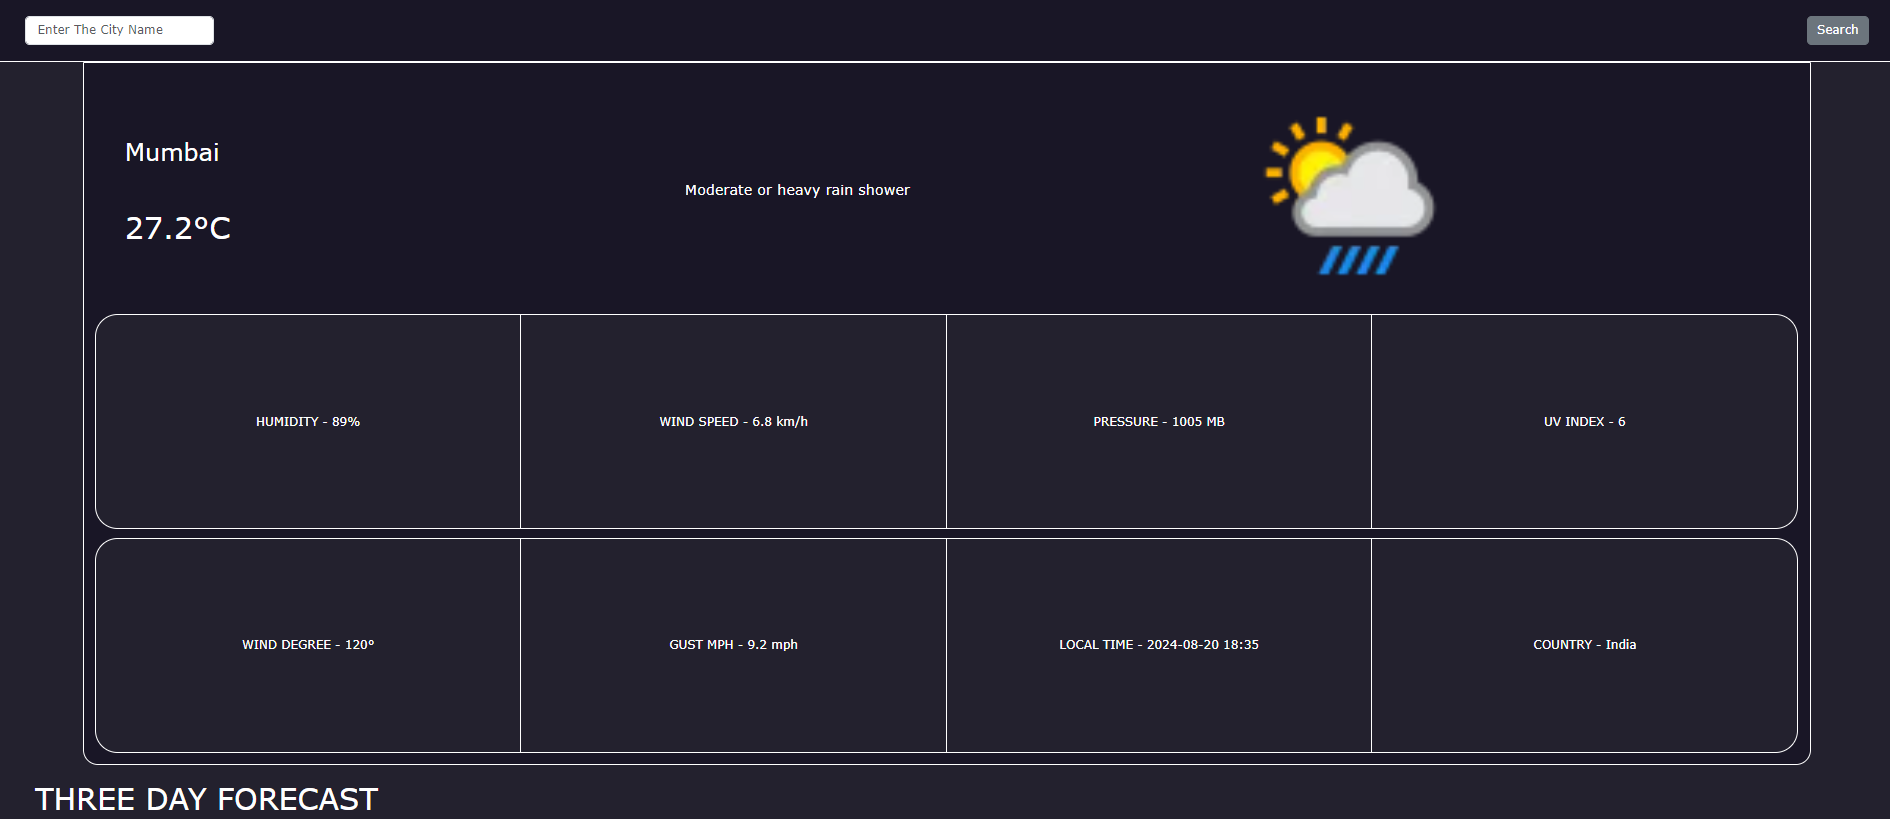 Enter The City Name
Search
Mumbai
Moderate or heavy rain shower
27.2°C
HUMIDITY - 89%
WIND SPEED - 6.8 km/h
PRESSURE - 1005 MB
UV INDEX - 6
WIND DEGREE - 120°
GUST MPH - 9.2 mph
LOCAL TIME - 2024-08-20 18:35
COUNTRY - India
THREE DAY FORECAST